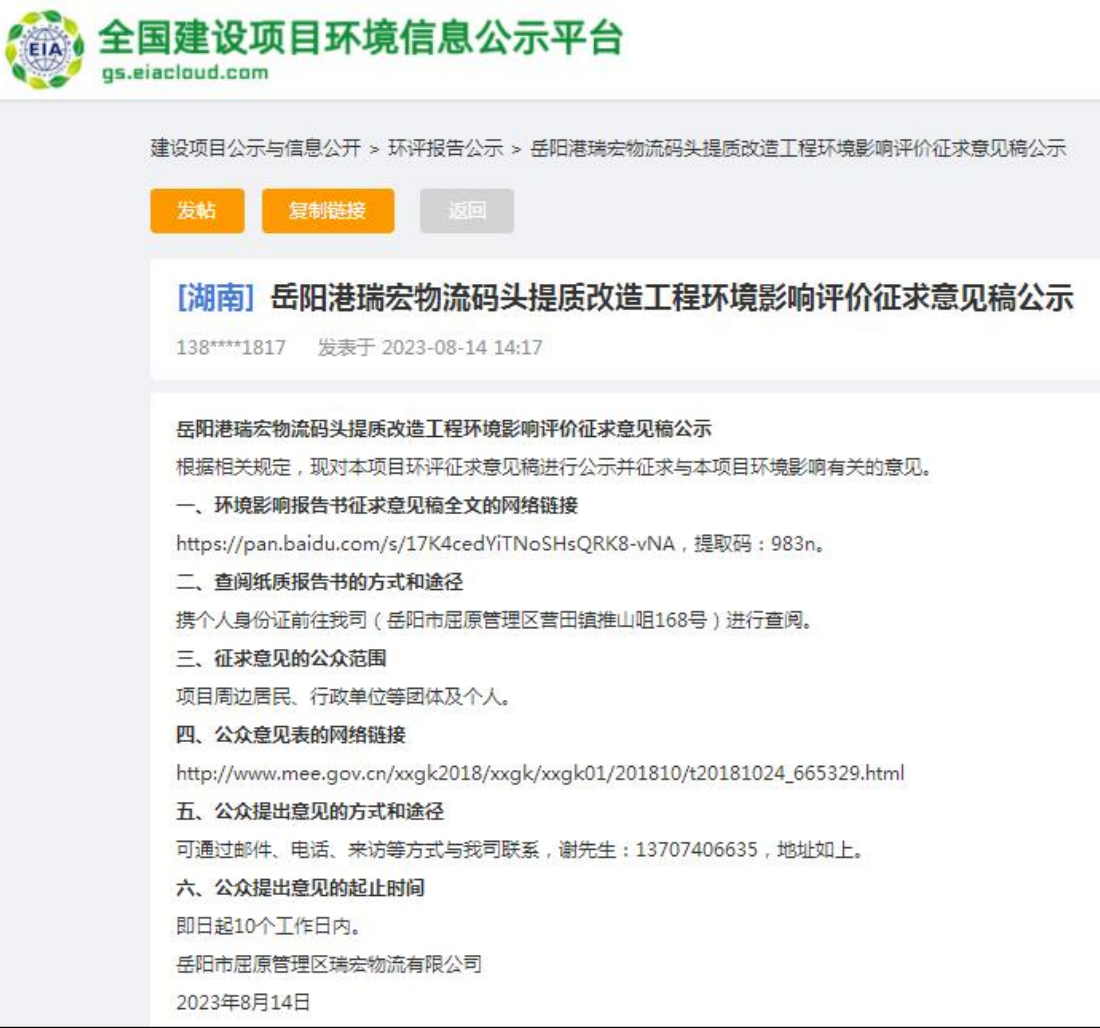 EIA
全国建设项目环境信息公示平台
gs.eiacloud.com
建设项目公示与信息公开 > 环评报告公示 > 岳阳港瑞宏物流码头提质改造工程环境影响评价征求意见稿公示
发帖 复制链接 返回
[湖南] 岳阳港瑞宏物流码头提质改造工程环境影响评价征求意见稿公示
138****1817 发表于 2023-08-14 14:17
岳阳港瑞宏物流码头提质改造工程环境影响评价征求意见稿公示
根据相关规定，现对本项目环评征求意见稿进行公示并征求与本项目环境影响有关的意见。
一、环境影响报告书征求意见稿全文的网络链接
https://pan.baidu.com/s/17K4cedYiTNoSHsQRK8-vNA，提取码：983n。
二、查阅纸质报告书的方式和途径
携个人身份证前往我司（岳阳市屈原管理区营田镇推山咀168号）进行查阅。
三、征求意见的公众范围
项目周边居民、行政单位等团体及个人。
四、公众意见表的网络链接
http://www.mee.gov.cn/xxgk2018/xxgk/xxgk01/201810/t20181024_665329.html
五、公众提出意见的方式和途径
可通过邮件、电话、来访等方式与我司联系，谢先生：13707406635，地址如上。
六、公众提出意见的起止时间
即日起10个工作日内。
岳阳市屈原管理区瑞宏物流有限公司
2023年8月14日